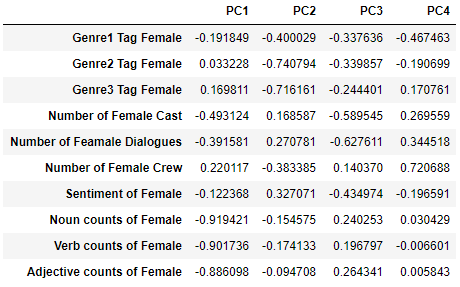 PC1 PC2 PC3 PC4
Genre1 Tag Female -0.191849 -0.400029 -0.337636 -0.467463
Genre2 Tag Female 0.033228 -0.740794 -0.339857 -0.190699
Genre3 Tag Female 0.169811 -0.716161 -0.244401 0.170761
Number of Female Cast -0.493124 0.168587 -0.589545 0.269559
Number of Feamale Dialogues -0.391581 0.270781 -0.627611 0.344518
Number of Female Crew 0.220117 -0.383385 0.140370 0.720688
Sentiment of Female -0.122368 0.327071 -0.434974 -0.196591
Noun counts of Female -0.919421 -0.154575 0.240253 0.030429
Verb counts of Female -0.901736 -0.174133 0.196797 -0.006601
Adjective counts of Female -0.886098 -0.094708 0.264341 0.005843